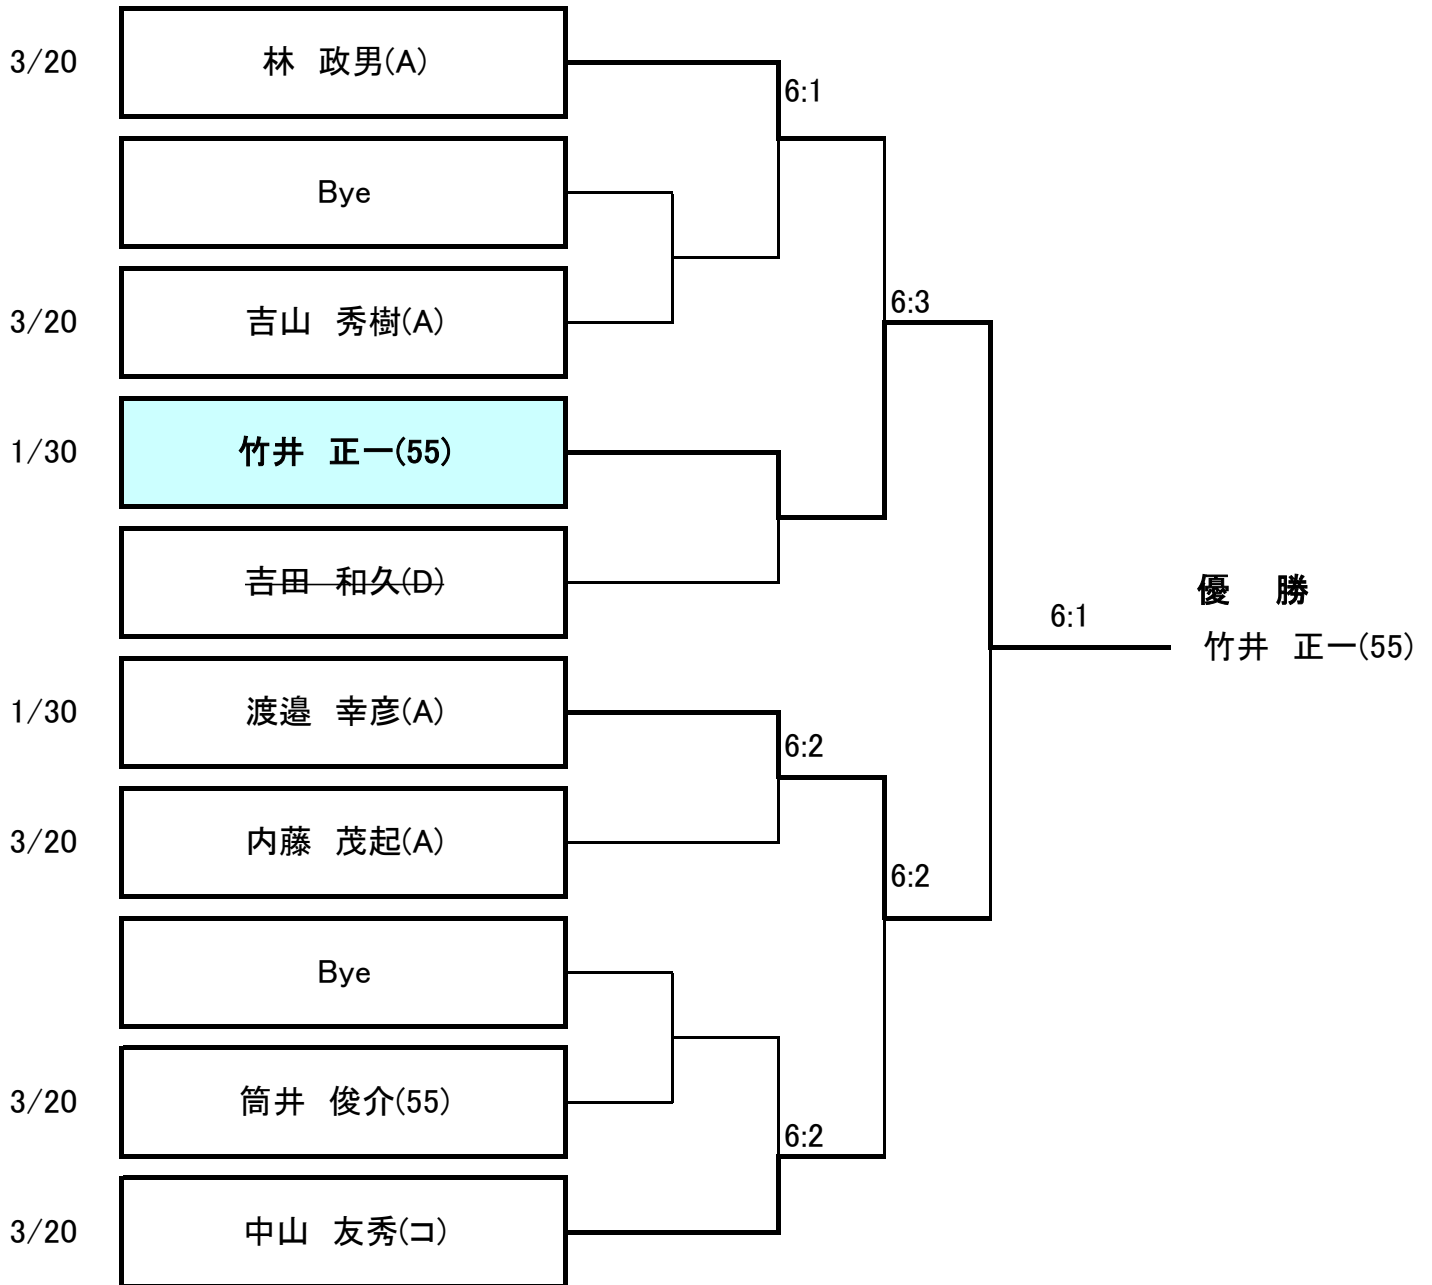 3/20 林　政男(A)
6:1
Bye
6:3
3/20 吉山　秀樹(A)
1/30 竹井　正一(55)
吉田　和久(D)
優　勝
6:1
竹井　正一(55)
1/30 渡邉　幸彦(A)
6:2
3/20 内藤　茂起(A)
6:2
Bye
3/20 筒井　俊介(55)
6:2
3/20 中山　友秀(コ)